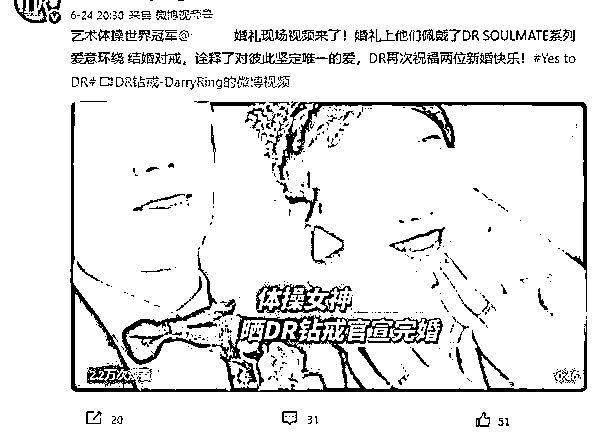 6-24 20:30 来自 微博视频号
艺术体操世界冠军@ 婚礼现场视频来了！婚礼上他们佩戴了DR SOULMATE系列
爱意环绕 结婚对戒，诠释了对彼此坚定唯一的爱，DR再次祝福两位新婚快乐！#Yes to
DR# DR钻戒-DarryRing的微博视频
体操女神
晒DR钻戒官宣完婚
20 31 51